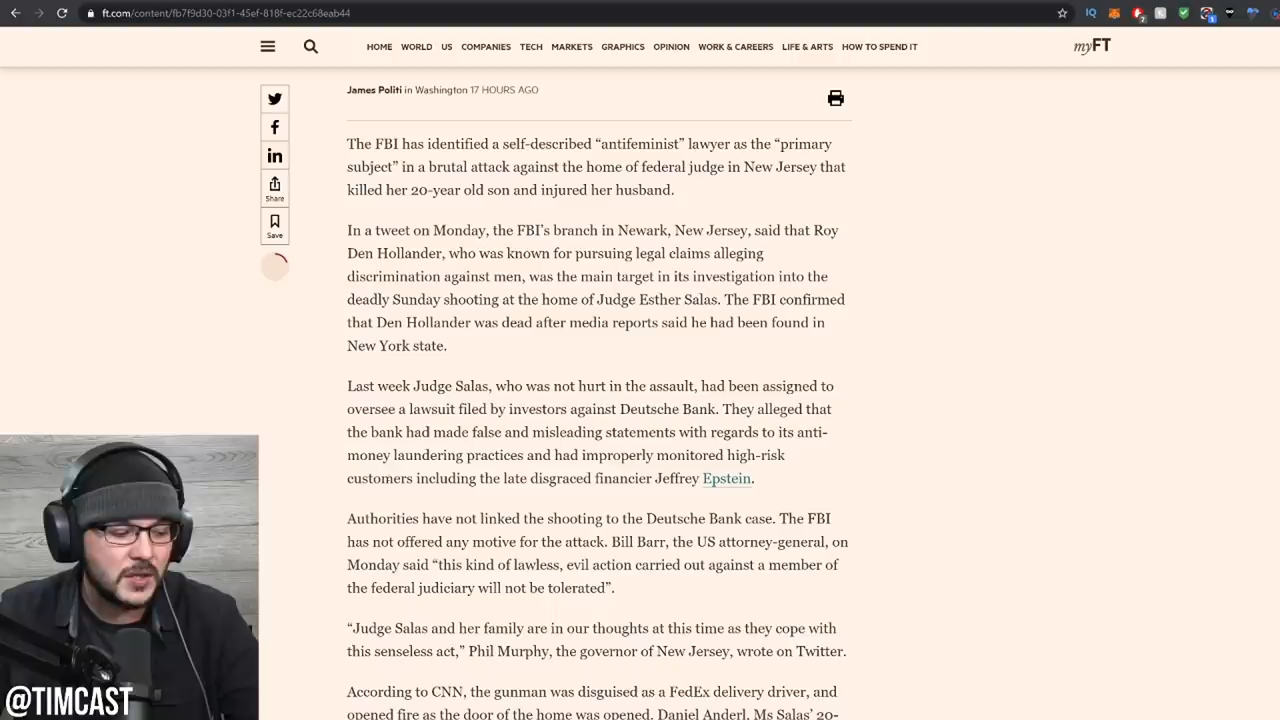 ft.com/content/fb7f9d30-03f1-45ef-818f-ec22c68eab44
HOME WORLD US COMPANIES TECH MARKETS GRAPHICS OPINION WORK & CAREERS LIFE & ARTS HOW TO SPEND IT
myFT
James Politi in Washington 17 HOURS AGO
Share
Save
The FBI has identified a self-described “antifeminist” lawyer as the “primary
subject” in a brutal attack against the home of federal judge in New Jersey that
killed her 20-year old son and injured her husband.
In a tweet on Monday, the FBI’s branch in Newark, New Jersey, said that Roy
Den Hollander, who was known for pursuing legal claims alleging
discrimination against men, was the main target in its investigation into the
deadly Sunday shooting at the home of Judge Esther Salas. The FBI confirmed
that Den Hollander was dead after media reports said he had been found in
New York state.
Last week Judge Salas, who was not hurt in the assault, had been assigned to
oversee a lawsuit filed by investors against Deutsche Bank. They alleged that
the bank had made false and misleading statements with regards to its anti-
money laundering practices and had improperly monitored high-risk
customers including the late disgraced financier Jeffrey Epstein.
Authorities have not linked the shooting to the Deutsche Bank case. The FBI
has not offered any motive for the attack. Bill Barr, the US attorney-general, on
Monday said “this kind of lawless, evil action carried out against a member of
the federal judiciary will not be tolerated”.
“Judge Salas and her family are in our thoughts at this time as they cope with
this senseless act,” Phil Murphy, the governor of New Jersey, wrote on Twitter.
According to CNN, the gunman was disguised as a FedEx delivery driver, and
opened fire as the door of the home was opened. Daniel Anderl, Ms Salas’ 20-
@TIMCAST